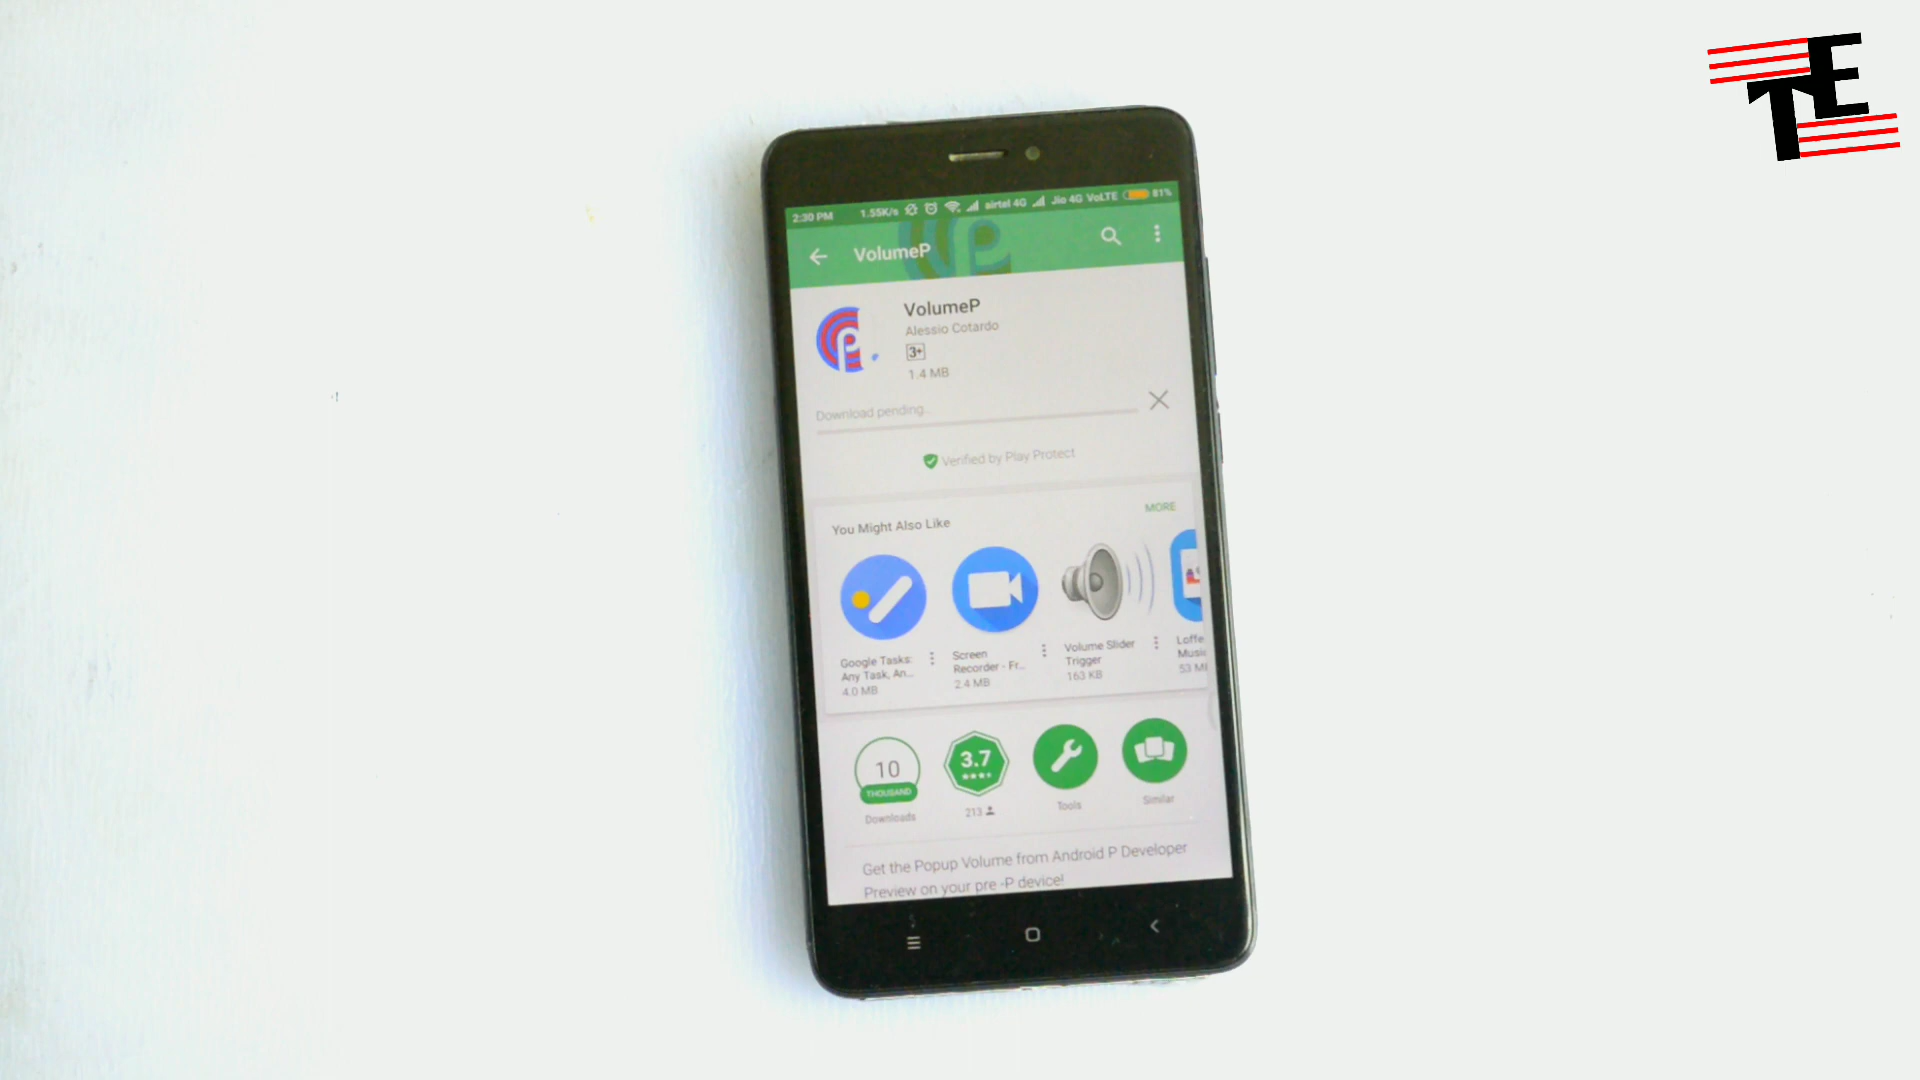 TE
2:30 PM 1.55K/s airtel 4G Jio 4G VoLTE 81%
VolumeP
VolumeP
Alessio Cotardo
3+
1.4 MB
Download pending...
Verified by Play Protect
You Might Also Like MORE
Google Tasks:
Any Task, An...
4.0 MB
Screen
Recorder - Fr...
2.4 MB
Volume Slider
Trigger
163 KB
Loffe
Music
53 MB
10
THOUSAND
Downloads
3.7
213
Tools
Similar
Get the Popup Volume from Android P Developer
Preview on your pre -P device!